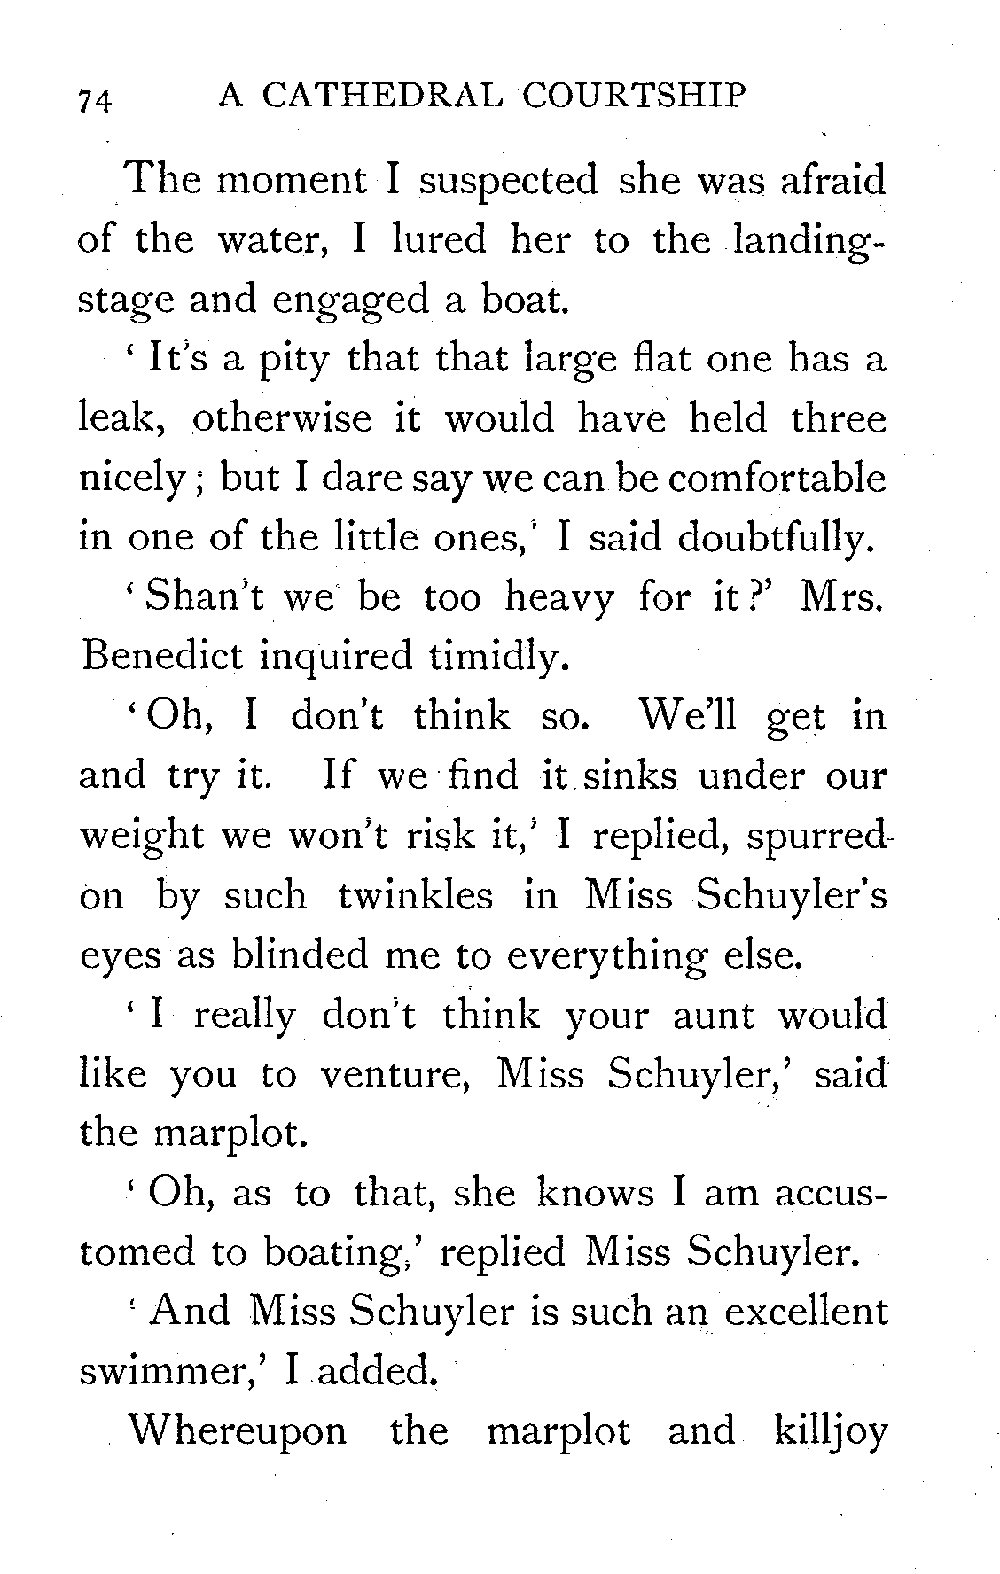 74 A CATHEDRAL COURTSHIP
The moment I suspected she was afraid
of the water, I lured her to the landing-
stage and engaged a boat.
‘ It’s a pity that that large flat one has a
leak, otherwise it would have held three
nicely ; but I dare say we can be comfortable
in one of the little ones,’ I said doubtfully.
‘ Shan’t we be too heavy for it ?’ Mrs.
Benedict inquired timidly.
‘ Oh, I don’t think so. We’ll get in
and try it. If we find it sinks under our
weight we won’t risk it,’ I replied, spurred-
on by such twinkles in Miss Schuyler’s
eyes as blinded me to everything else.
‘ I really don’t think your aunt would
like you to venture, Miss Schuyler,’ said
the marplot.
‘ Oh, as to that, she knows I am accus-
tomed to boating,’ replied Miss Schuyler.
‘ And Miss Schuyler is such an excellent
swimmer,’ I added.
Whereupon the marplot and killjoy